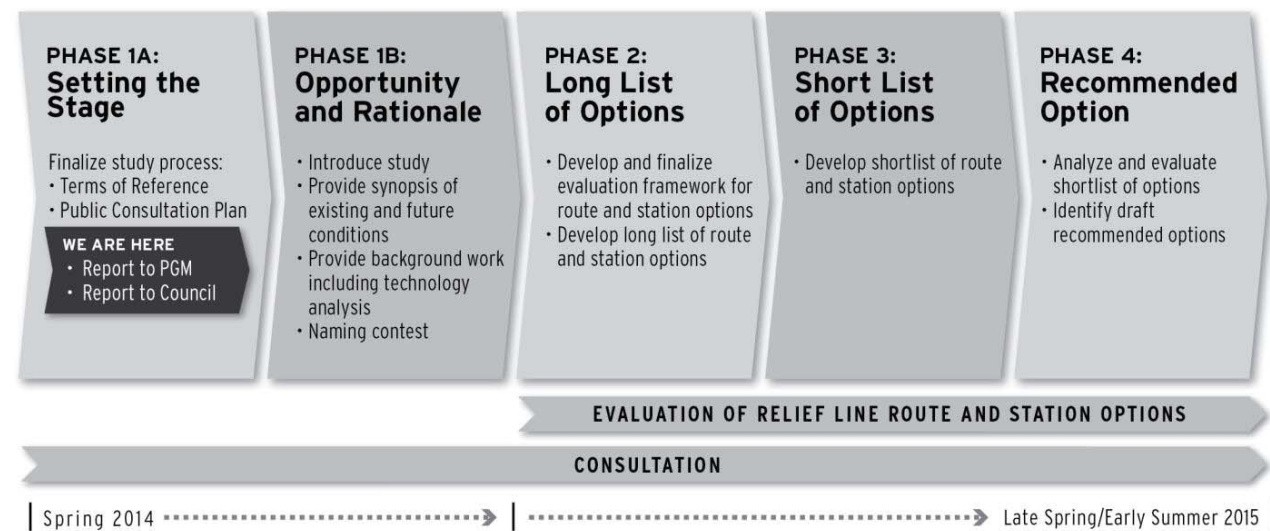 PHASE 1A:
Setting the
Stage
Finalize study process:
• Terms of Reference
• Public Consultation Plan
WE ARE HERE
• Report to PGM
• Report to Council
PHASE 1B:
Opportunity
and Rationale
• Introduce study
• Provide synopsis of
existing and future
conditions
• Provide background work
including technology
analysis
• Naming contest
PHASE 2:
Long List
of Options
• Develop and finalize
evaluation framework for
route and station options
• Develop long list of route
and station options
PHASE 3:
Short List
of Options
• Develop shortlist of route
and station options
PHASE 4:
Recommended
Option
• Analyze and evaluate
shortlist of options
• Identify draft
recommended options
EVALUATION OF RELIEF LINE ROUTE AND STATION OPTIONS
CONSULTATION
Spring 2014
Late Spring/Early Summer 2015